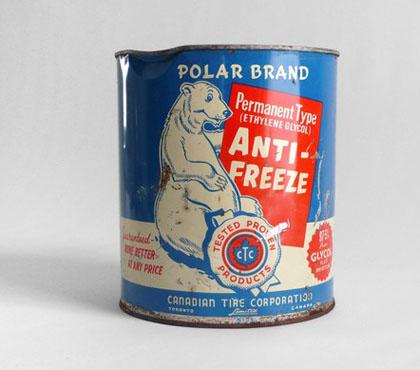 POLAR BRAND
Permanent Type
(ETHYLENE GLYCOL)
ANTI-
FREEZE
Guaranteed
NONE BETTER
AT ANY PRICE
TESTED PROVEN
CTC
PRODUCTS
GLYCOL
CANADIAN TIRE CORPORATION
TORONTO Limited CANADA